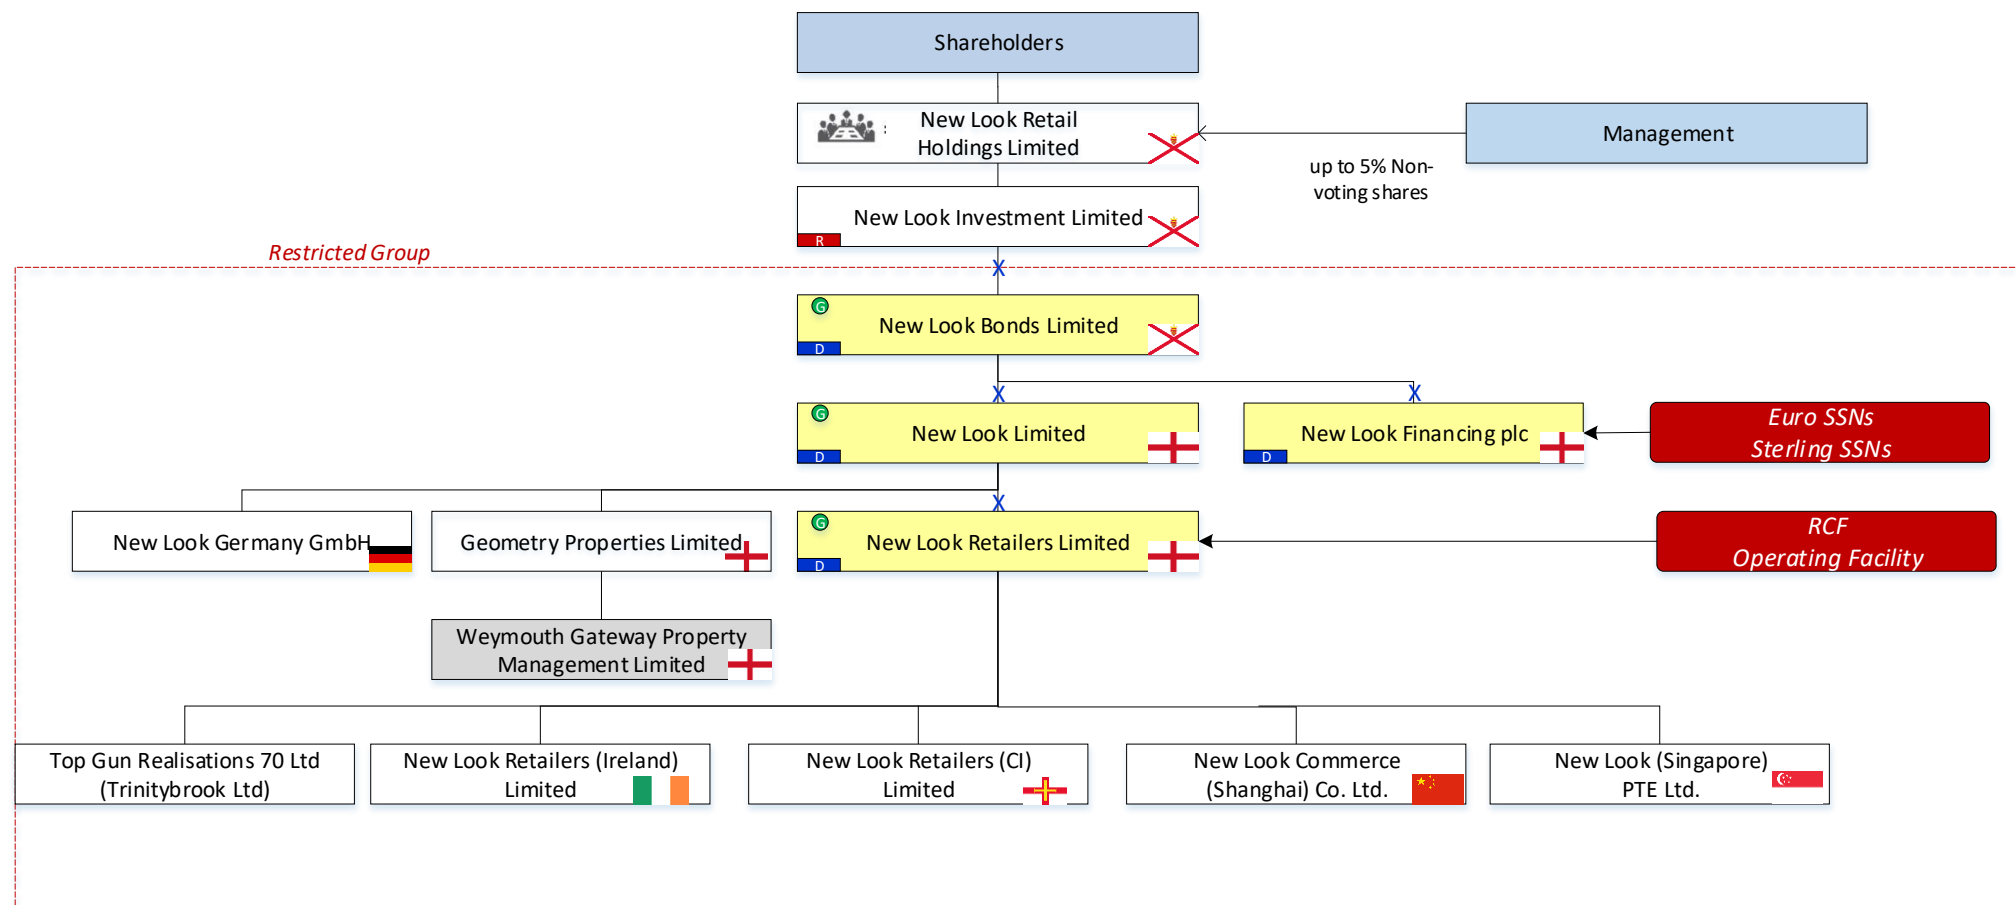 Shareholders
New Look Retail
Holdings Limited
:
Management
up to 5% Non-
voting shares
New Look Investment Limited
R
Restricted Group
X
G
New Look Bonds Limited
D
X
X
G
New Look Limited
D
New Look Financing plc
D
Euro SSNs
Sterling SSNs
X
New Look Germany GmbH
Geometry Properties Limited
G
New Look Retailers Limited
D
RCF
Operating Facility
Weymouth Gateway Property
Management Limited
Top Gun Realisations 70 Ltd
(Trinitybrook Ltd)
New Look Retailers (Ireland)
Limited
New Look Retailers (CI)
Limited
New Look Commerce
(Shanghai) Co. Ltd.
New Look (Singapore)
PTE Ltd.